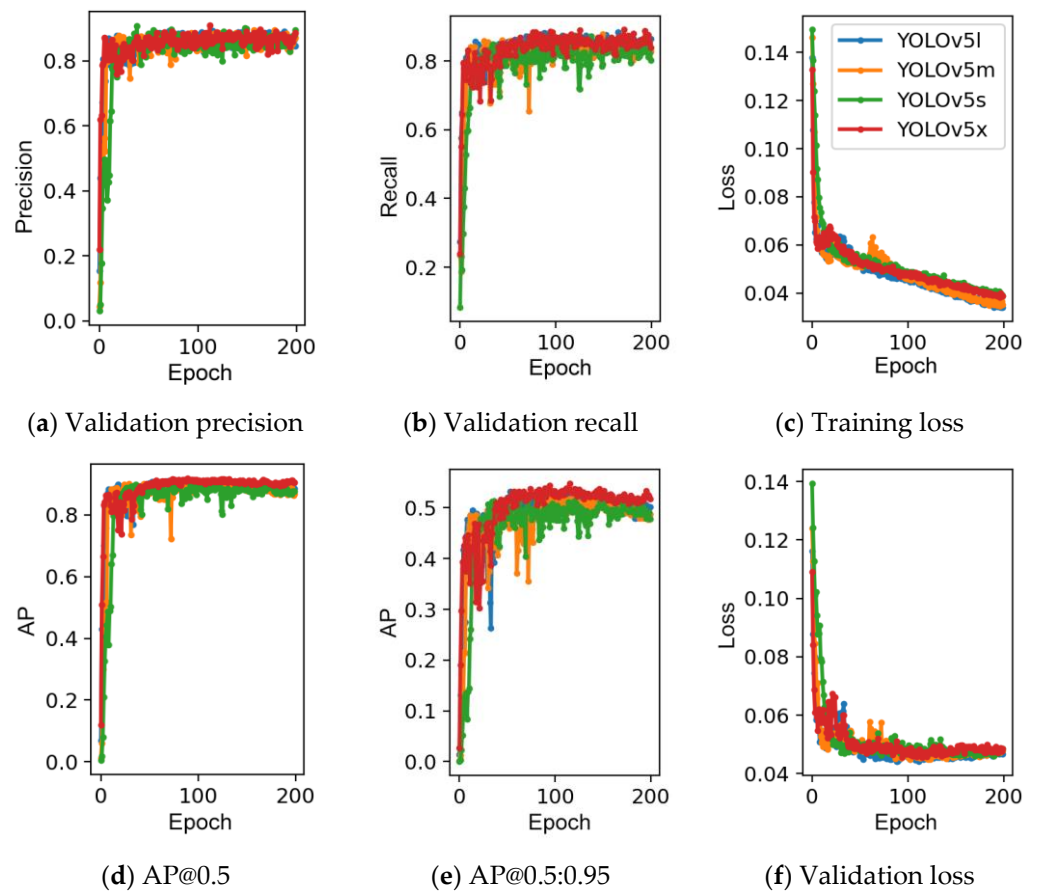 0.8
0.6
0.4
0.2
0.0
Precision
0
100
200
Epoch
(a) Validation precision
0.8
0.6
0.4
0.2
Recall
0
100
200
Epoch
(b) Validation recall
0.14
0.12
0.10
0.08
0.06
0.04
Loss
YOLOv5l
YOLOv5m
YOLOv5s
YOLOv5x
0
100
200
Epoch
(c) Training loss
0.8
0.6
0.4
0.2
0.0
AP
0
100
200
Epoch
(d) AP@0.5
0.5
0.4
0.3
0.2
0.1
0.0
AP
0
100
200
Epoch
(e) AP@0.5:0.95
0.14
0.12
0.10
0.08
0.06
0.04
Loss
0
100
200
Epoch
(f) Validation loss